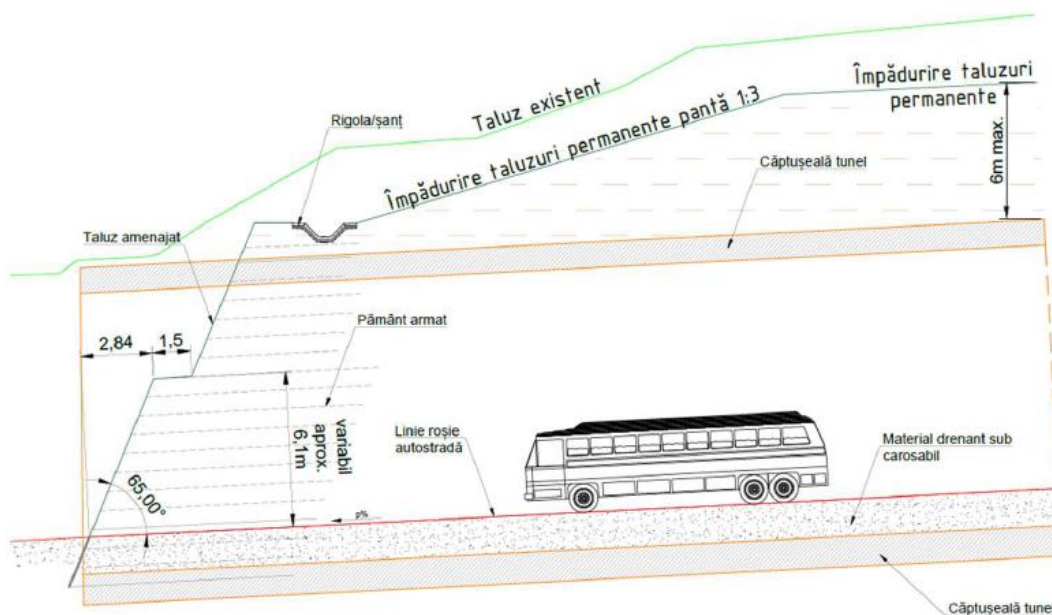 Împădurire taluzuri
permanente
Taluz existent
Rigola/șanț
Împădurire taluzuri permanente pantă 1:3
6m max.
Căptușeală tunel
Taluz amenajat
Pământ armat
2,84
1,5
variabil
aprox.
6,1m
Linie roșie
autostradă
Material drenant sub
carosabil
65,00°
p%
Căptușeală tune